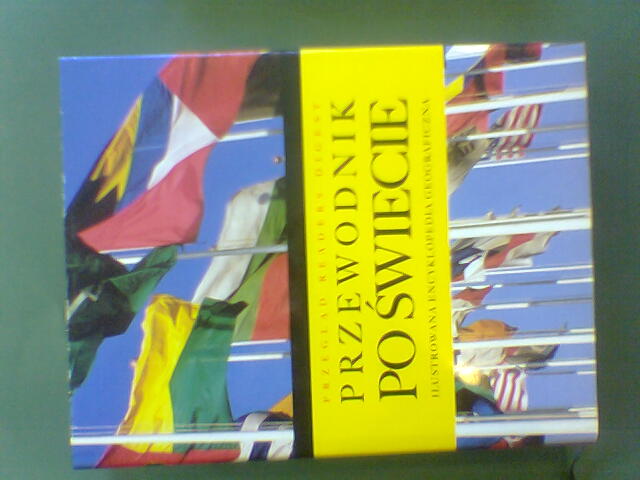 PRZEGLĄD READER'S DIGEST
PRZEWODNIK
PO ŚWIECIE
ILUSTROWANA ENCYKLOPEDIA GEOGRAFICZNA